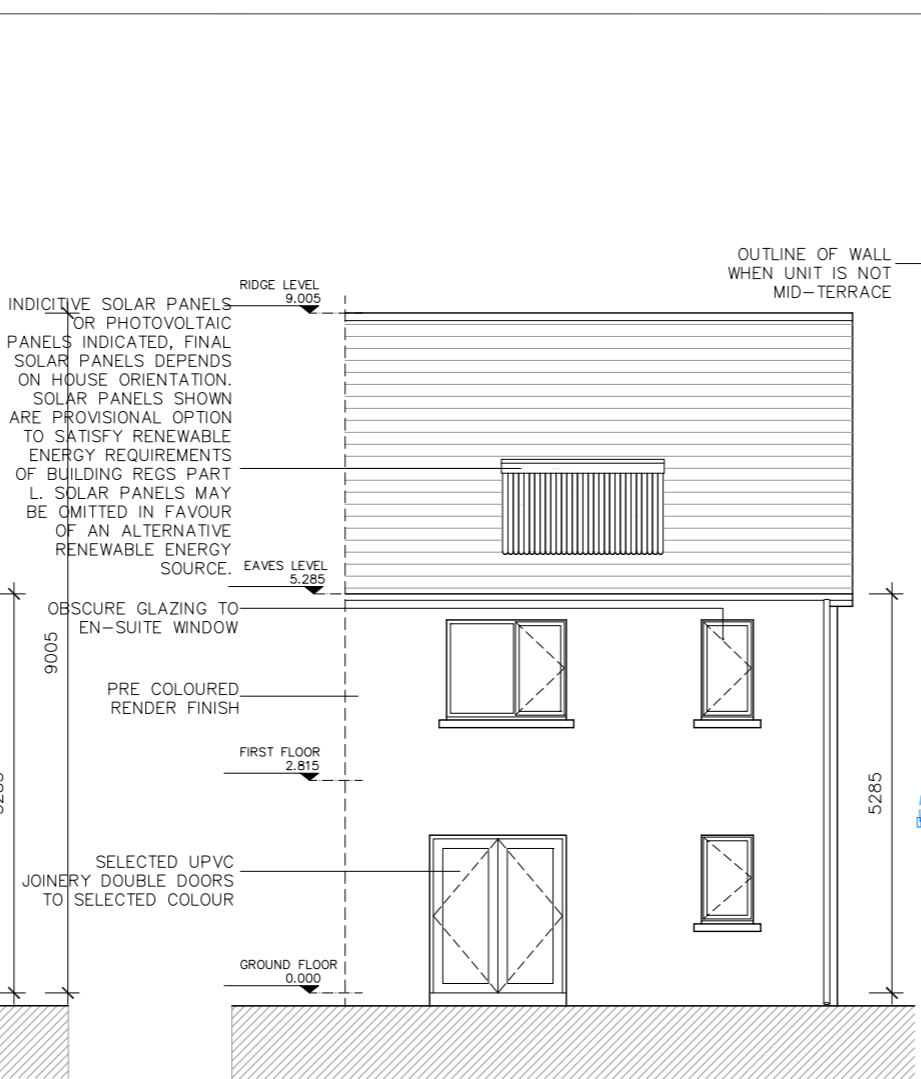 OUTLINE OF WALL
WHEN UNIT IS NOT
MID-TERRACE
RIDGE LEVEL
9.005
INDICITIVE SOLAR PANELS
OR PHOTOVOLTAIC
PANELS INDICATED, FINAL
SOLAR PANELS DEPENDS
ON HOUSE ORIENTATION.
SOLAR PANELS SHOWN
ARE PROVISIONAL OPTION
TO SATISFY RENEWABLE
ENERGY REQUIREMENTS
OF BUILDING REGS PART
L. SOLAR PANELS MAY
BE OMITTED IN FAVOUR
OF AN ALTERNATIVE
RENEWABLE ENERGY
SOURCE.
EAVES LEVEL
5.285
OBSCURE GLAZING TO
EN-SUITE WINDOW
9005
PRE COLOURED
RENDER FINISH
FIRST FLOOR
2.815
5285
SELECTED UPVC
JOINERY DOUBLE DOORS
TO SELECTED COLOUR
GROUND FLOOR
0.000